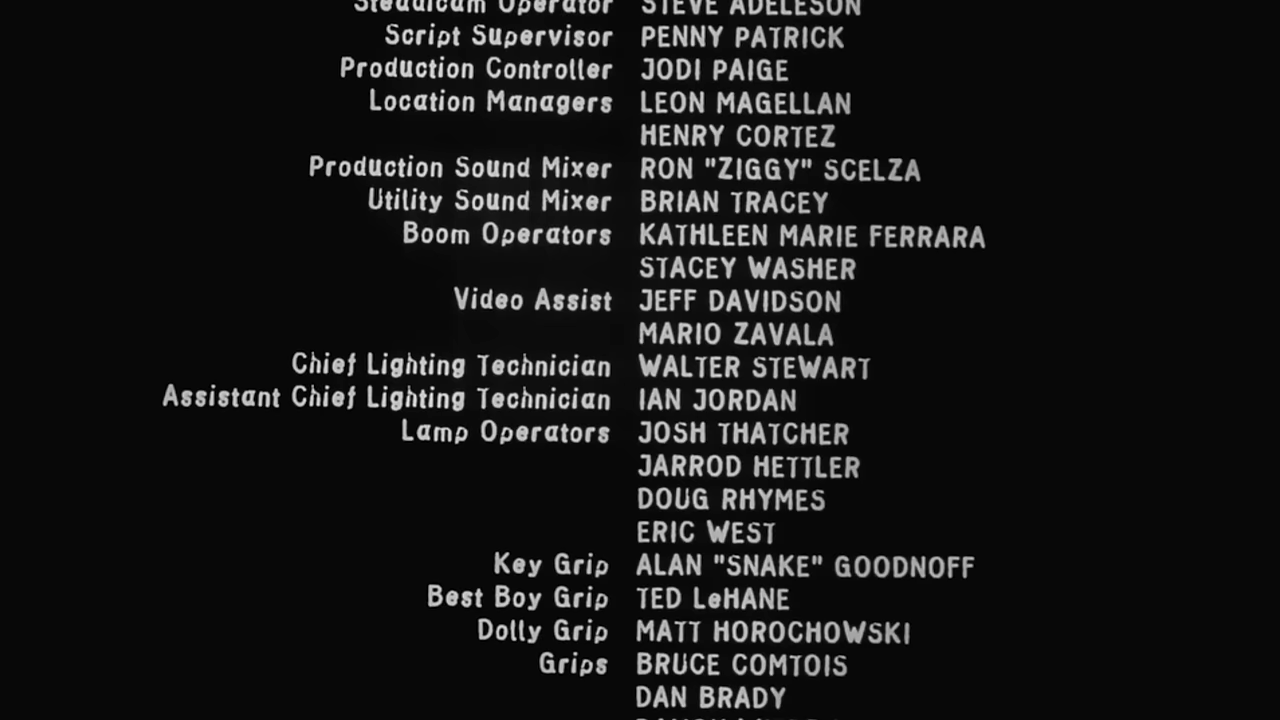 Steadicam Operator STEVE ADELESON
Script Supervisor PENNY PATRICK
Production Controller JODI PAIGE
Location Managers LEON MAGELLAN
HENRY CORTEZ
Production Sound Mixer RON "ZIGGY" SCELZA
Utility Sound Mixer BRIAN TRACEY
Boom Operators KATHLEEN MARIE FERRARA
STACEY WASHER
Video Assist JEFF DAVIDSON
MARIO ZAVALA
Chief Lighting Technician WALTER STEWART
Assistant Chief Lighting Technician IAN JORDAN
Lamp Operators JOSH THATCHER
JARROD HETTLER
DOUG RHYMES
ERIC WEST
Key Grip ALAN "SNAKE" GOODNOFF
Best Boy Grip TED LeHANE
Dolly Grip MATT HOROCHOWSKI
Grips BRUCE COMTOIS
DAN BRADY